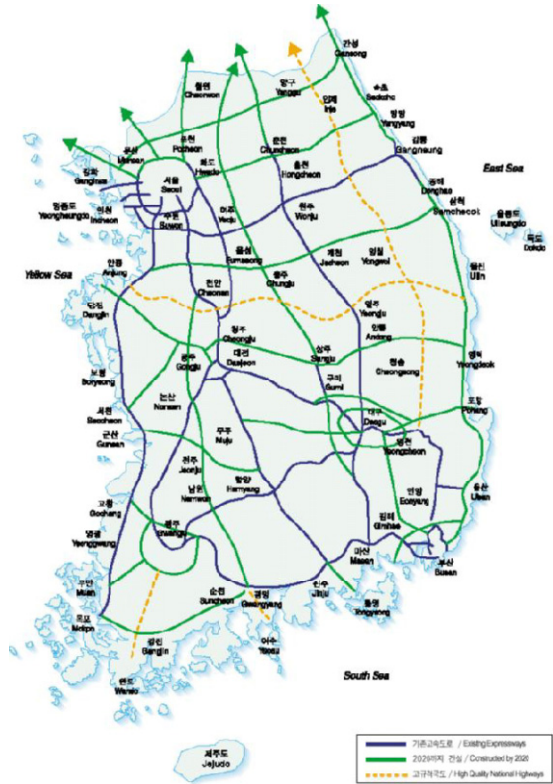 간성
Gansong
철원
Cheorwon
양구
Yanggu
인제
Inje
속초
Sokcho
양양
Yangyang
문산
Munsan
포천
Pocheon
화도
Hwado
춘천
Chuncheon
홍천
Hongcheon
강릉
Gangneung
강화
Ganghwa
서울
Seoul
동해
Donghae
삼척
Samcheok
East Sea
영종도
Yeongheungdo
인천
Incheon
수원
Suwon
여주
Yeoju
원주
Wonju
울릉도
Ulleungdo
독도
Dokdo
Yellow Sea
안중
Anjung
음성
Eumseong
충주
Chungju
제천
Jecheon
영월
Yongwol
울진
Uljin
당진
Dangjin
천안
Cheonan
영주
Yeongju
청주
Cheongju
안동
Andong
보령
Boryeong
공주
Gongju
대전
Daejeon
상주
Sangju
청송
Cheongsong
영덕
Yeongdeok
구미
Gumi
서천
Seocheon
논산
Nonsan
포항
Pohang
군산
Gunsan
무주
Muju
대구
Daegu
영천
Yeongcheon
전주
Jeonju
고창
Gochang
남원
Namwon
함양
Hamyang
언양
Eonyang
울산
Ulsan
영광
Yeonggwang
광주
Gwangju
김해
Gimhae
무안
Muan
마산
Masan
부산
Busan
순천
Suncheon
광양
Gwangyang
진주
Jinju
통영
Tongyong
목포
Mokpo
강진
Gangjin
여수
Yeosu
완도
Wando
South Sea
제주도
Jejudo
기존고속도로 / Existing Expressways
2020까지 건설 / Constructed by 2020
고규격국도 / High Quality National Highways